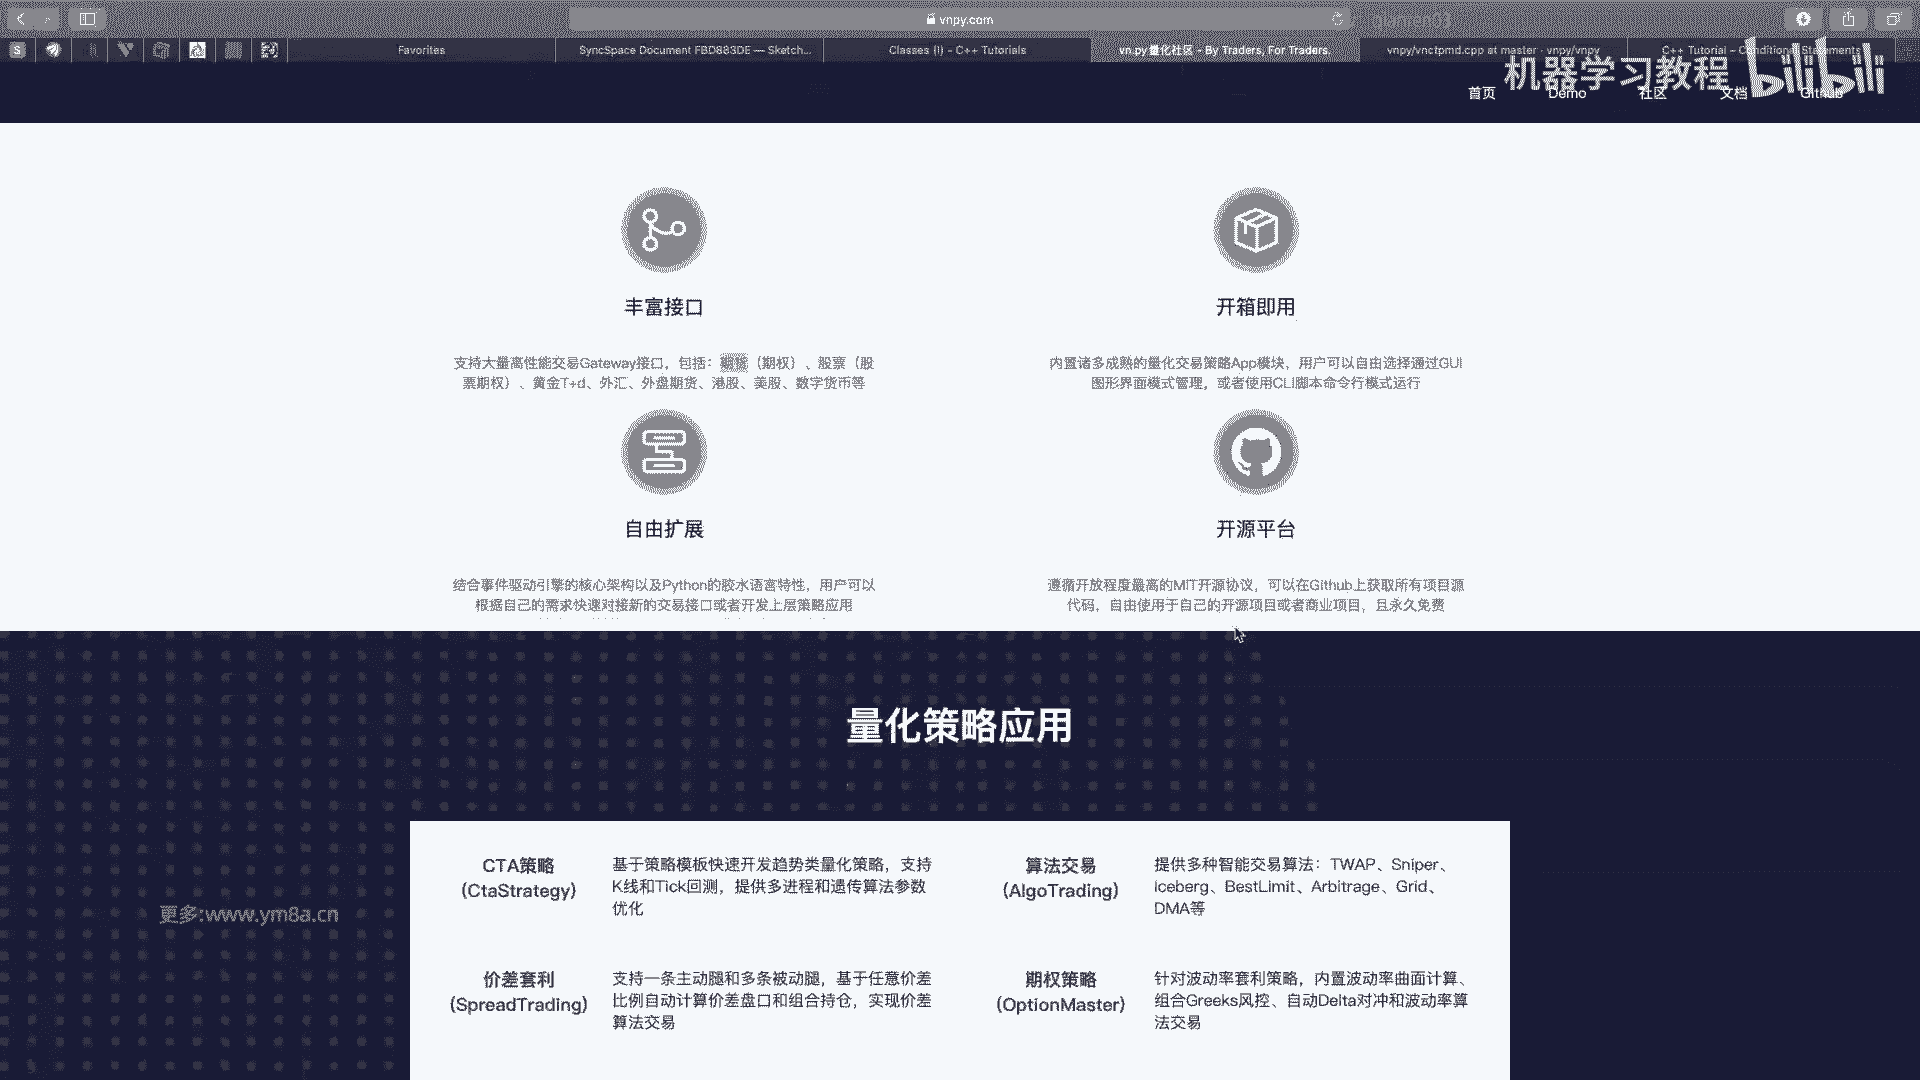 vnpy.com
Favorites
SyncSpace Document FBD883DE — Sketch...
Classes (I) - C++ Tutorials
vn.py量化社区 - By Traders, For Traders.
vnpy/vnctpmd.cpp at master · vnpy/vnpy
C++ Tutorial – Conditional Statements
机器学习教程 bilibili
首页 Demo 社区 文档 Github
丰富接口
支持大量高性能交易Gateway接口，包括：期货（期权）、股票（股
票期权）、黄金T+d、外汇、外盘期货、港股、美股、数字货币等
开箱即用
内置诸多成熟的量化交易策略App模块，用户可以自由选择通过GUI
图形界面模式管理，或者使用CLI脚本命令行模式运行
自由扩展
结合事件驱动引擎的核心架构以及Python的胶水语言特性，用户可以
根据自己的需求快速对接新的交易接口或者开发上层策略应用
开源平台
遵循开放程度最高的MIT开源协议，可以在Github上获取所有项目源
代码，自由使用于自己的开源项目或者商业项目，且永久免费
量化策略应用
CTA策略
(CtaStrategy)
基于策略模板快速开发趋势类量化策略，支持
K线和Tick回测，提供多进程和遗传算法参数
优化
算法交易
(AlgoTrading)
提供多种智能交易算法：TWAP、Sniper、
Iceberg、BestLimit、Arbitrage、Grid、
DMA等
价差套利
(SpreadTrading)
支持一条主动腿和多条被动腿，基于任意价差
比例自动计算价差盘口和组合持仓，实现价差
算法交易
期权策略
(OptionMaster)
针对波动率套利策略，内置波动率曲面计算、
组合Greeks风控、自动Delta对冲和波动率算
法交易
更多:www.ym8a.cn